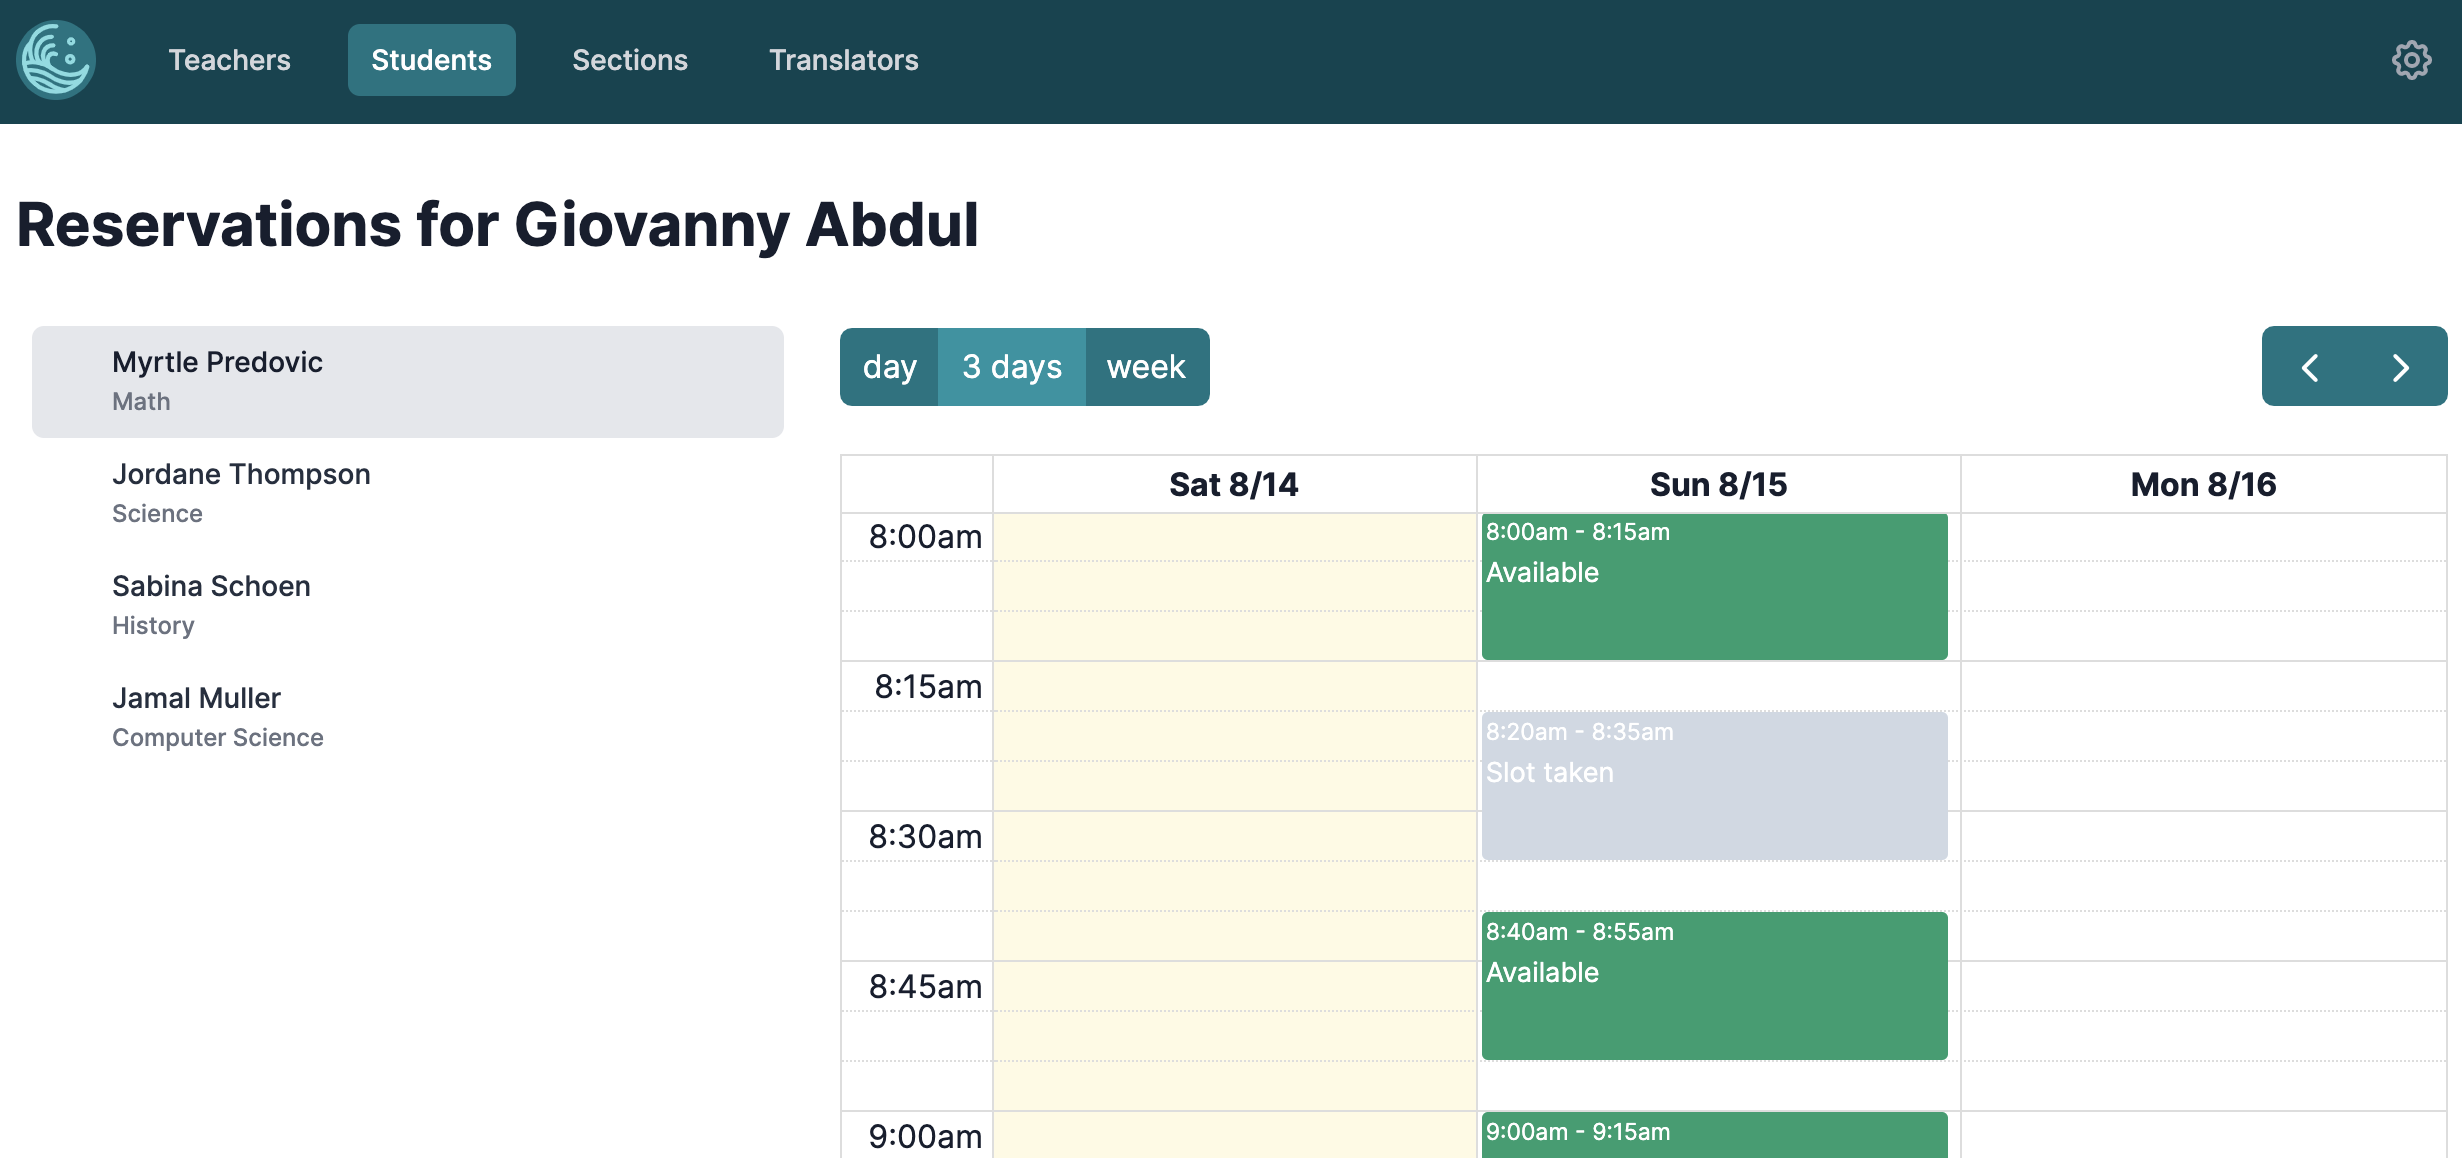 Teachers
Students
Sections
Translators
Reservations for Giovanny Abdul
Myrtle Predovic
Math
Jordane Thompson
Science
Sabina Schoen
History
Jamal Muller
Computer Science
day
3 days
week
Sat 8/14
Sun 8/15
Mon 8/16
8:00am
8:00am - 8:15am
Available
8:15am
8:20am - 8:35am
Slot taken
8:30am
8:40am - 8:55am
Available
8:45am
9:00am
9:00am - 9:15am